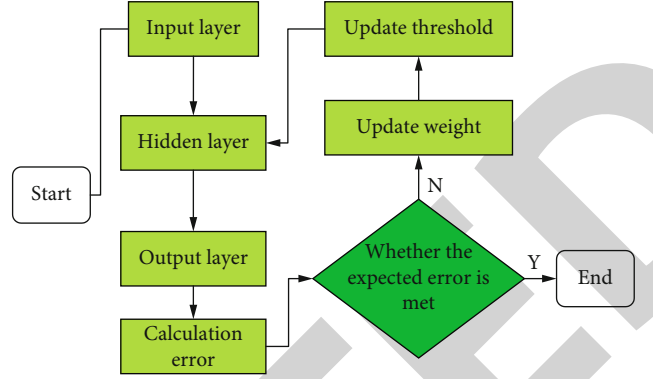 Input layer
Update threshold
Hidden layer
Update weight
Start
N
Output layer
Whether the
expected error is
met
Y
End
Calculation
error